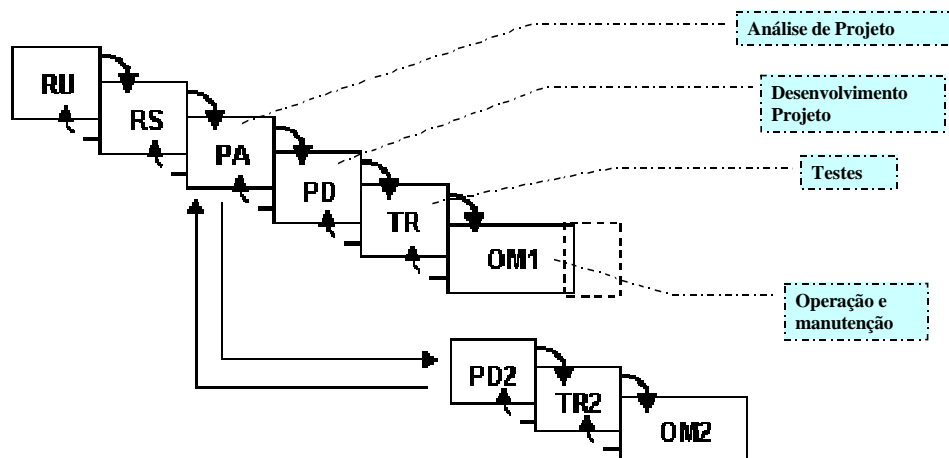 Análise de Projeto
RU
RS
Desenvolvimento
Projeto
PA
PD
Testes
TR
OM1
Operação e
manutenção
PD2
TR2
OM2